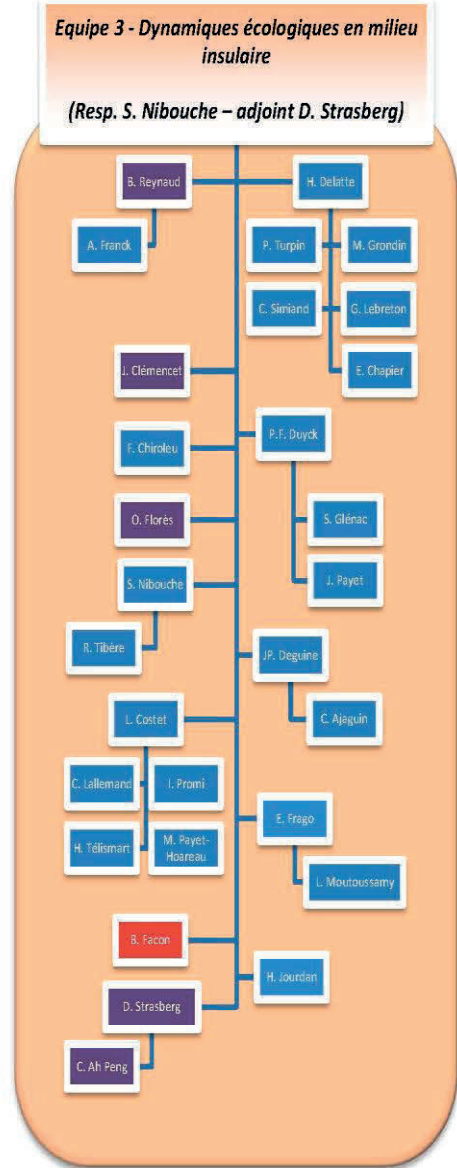 Equipe 3 - Dynamiques écologiques en milieu
insulaire
(Resp. S. Nibouche – adjoint D. Strasberg)
B. Reynaud
H. Delatte
A. Franck
P. Turpin
M. Grondin
C. Simiand
G. Lebreton
E. Chapier
J. Clémencet
P.F. Duyck
F. Chiroleu
O. Florès
S. Glénac
J. Payet
S. Nibouche
R. Tibère
JP. Deguine
C. Ajaguin
L. Costet
C. Lallemand
I. Promi
H. Télismart
M. Payet-
Hoareau
E. Frago
L. Moutoussamy
B. Facon
H. Jourdan
D. Strasberg
C. Ah Peng